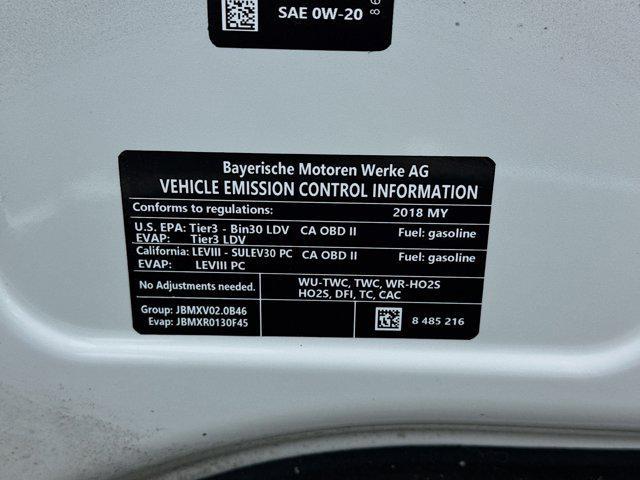 SAE 0W-20
Bayerische Motoren Werke AG
VEHICLE EMISSION CONTROL INFORMATION
Conforms to regulations: 2018 MY
U.S. EPA: Tier3 - Bin30 LDV CA OBD II Fuel: gasoline
EVAP: Tier3 LDV
California: LEVIII - SULEV30 PC CA OBD II Fuel: gasoline
EVAP: LEVIII PC
No Adjustments needed. WU-TWC, TWC, WR-HO2S
HO2S, DFI, TC, CAC
Group: JBMXV02.0B46
Evap: JBMXR0130F45
8 485 216